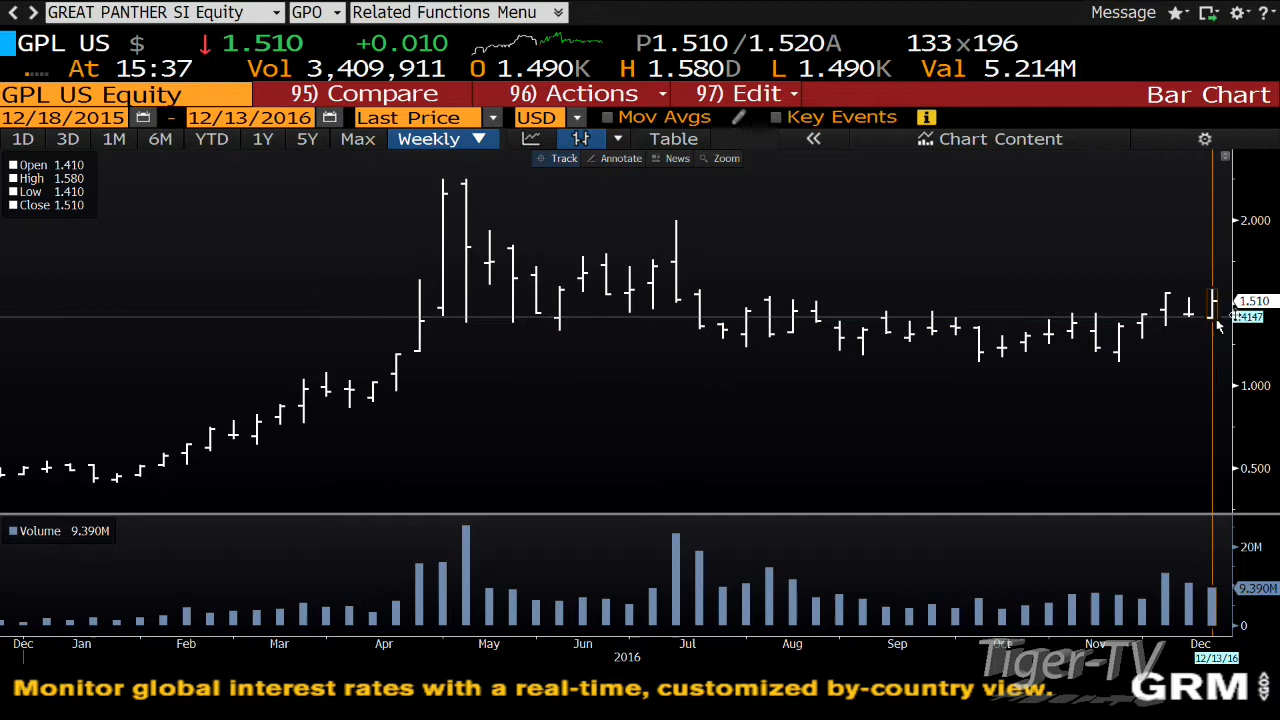 GREAT PANTHER SI Equity GPO Related Functions Menu Message ?
GPL US $ ↓ 1.510 +0.010 P1.510 /1.520A 133 x196
At 15:37 Vol 3,409,911 O 1.490K H 1.580D L 1.490K Val 5.214M
GPL US Equity 95) Compare 96) Actions 97) Edit Bar Chart
12/18/2015 - 12/13/2016 Last Price USD Mov Avgs Key Events i
1D 3D 1M 6M YTD 1Y 5Y Max Weekly ▼ Table « Chart Content
Track Annotate News Zoom
Open 1.410
High 1.580
Low 1.410
Close 1.510
2.000
1.510
1.000
0.500
Volume 9.390M
20M
9.390M
0
Dec Jan Feb Mar Apr May Jun Jul Aug Sep Oct Nov Dec
2016
12/13/16
Tiger-TV
Monitor global interest rates with a real-time, customized by-country view.
GRM